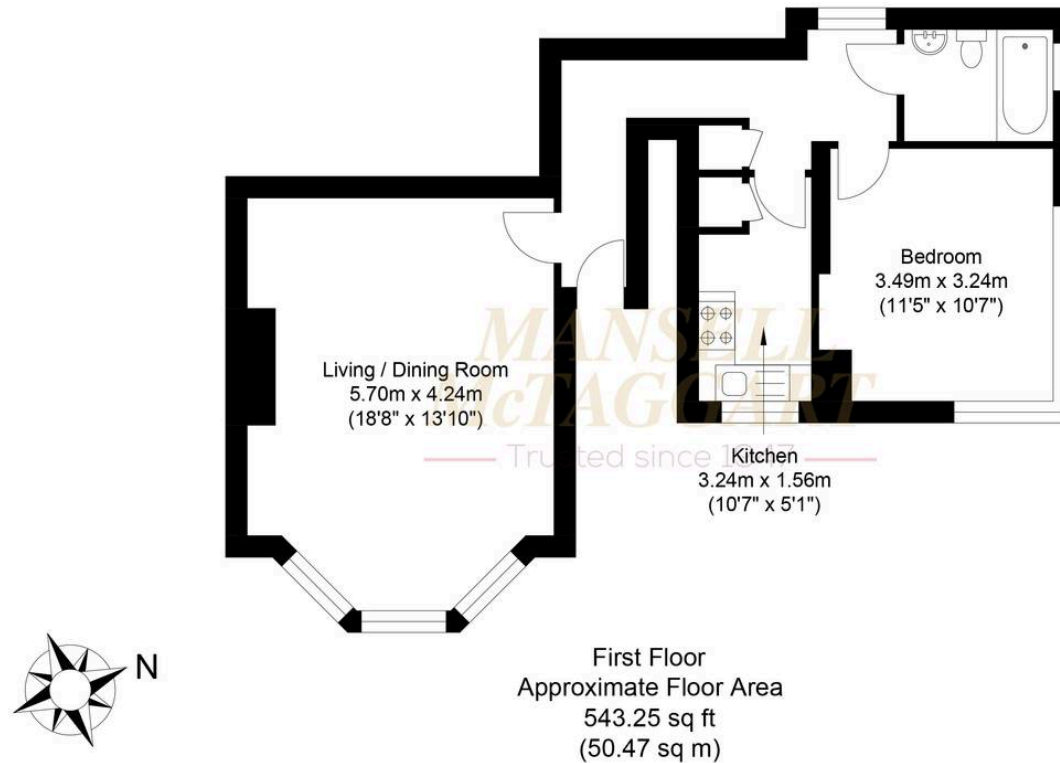 Bedroom
3.49m x 3.24m
(11'5" x 10'7")
Living / Dining Room
5.70m x 4.24m
(18'8" x 13'10")
MANSELL
McTAGGART
Trusted since 1947
Kitchen
3.24m x 1.56m
(10'7" x 5'1")
N
First Floor
Approximate Floor Area
543.25 sq ft
(50.47 sq m)